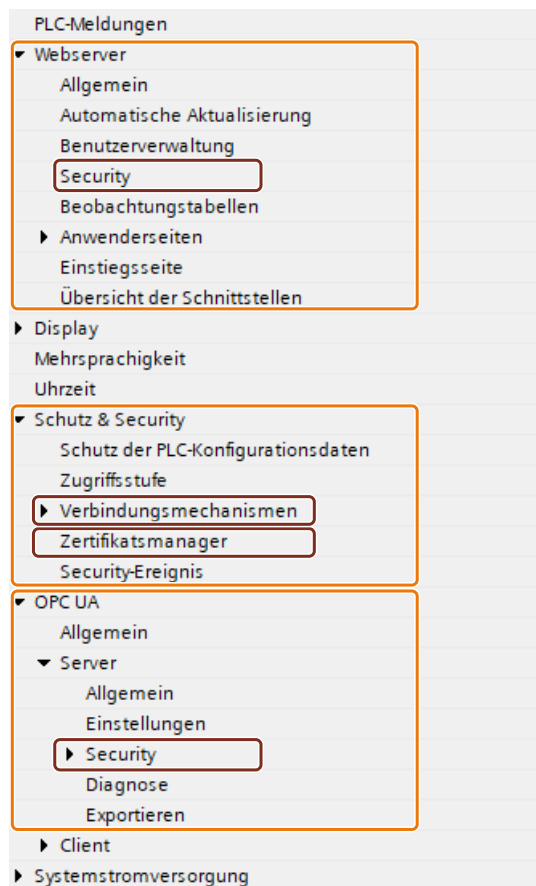 PLC-Meldungen
Webserver
Allgemein
Automatische Aktualisierung
Benutzerverwaltung
Security
Beobachtungstabellen
Anwenderseiten
Einstiegsseite
Übersicht der Schnittstellen
Display
Mehrsprachigkeit
Uhrzeit
Schutz & Security
Schutz der PLC-Konfigurationsdaten
Zugriffsstufe
Verbindungsmechanismen
Zertifikatsmanager
Security-Ereignis
OPC UA
Allgemein
Server
Allgemein
Einstellungen
Security
Diagnose
Exportieren
Client
Systemstromversorgung